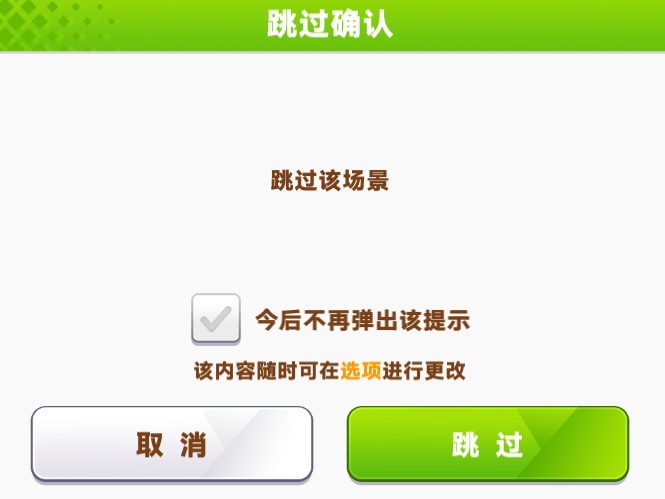 跳过确认
跳过该场景
今后不再弹出该提示
该内容随时可在选项进行更改
取 消
跳 过